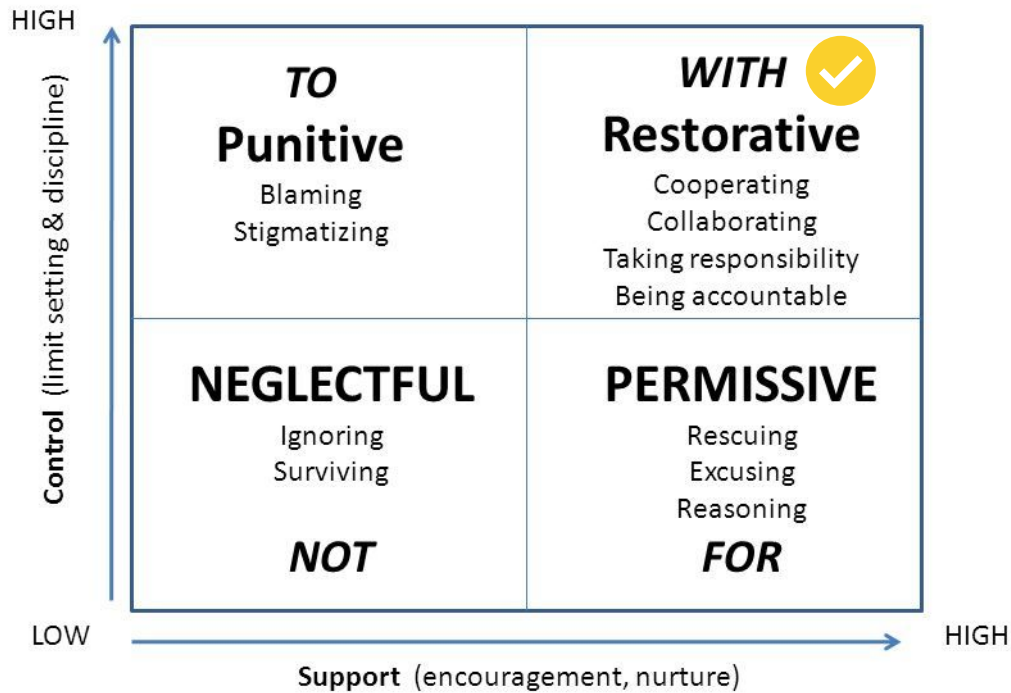 HIGH
Control (limit setting & discipline)
TO
Punitive
Blaming
Stigmatizing
WITH
Restorative
Cooperating
Collaborating
Taking responsibility
Being accountable
NEGLECTFUL
Ignoring
Surviving
NOT
PERMISSIVE
Rescuing
Excusing
Reasoning
FOR
LOW
HIGH
Support (encouragement, nurture)